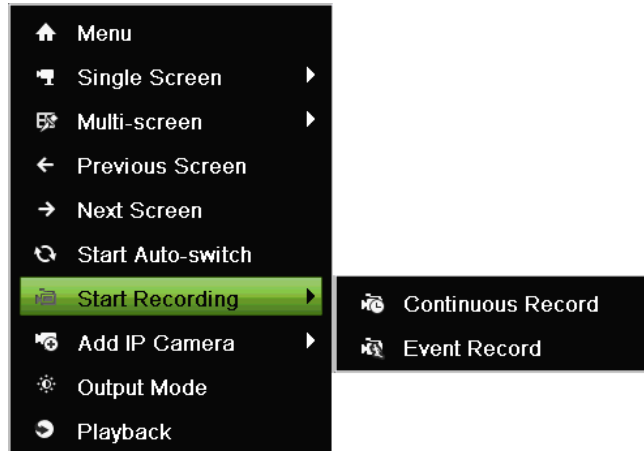 Menu
Single Screen
Multi-screen
Previous Screen
Next Screen
Start Auto-switch
Start Recording
Continuous Record
Add IP Camera
Event Record
Output Mode
Playback